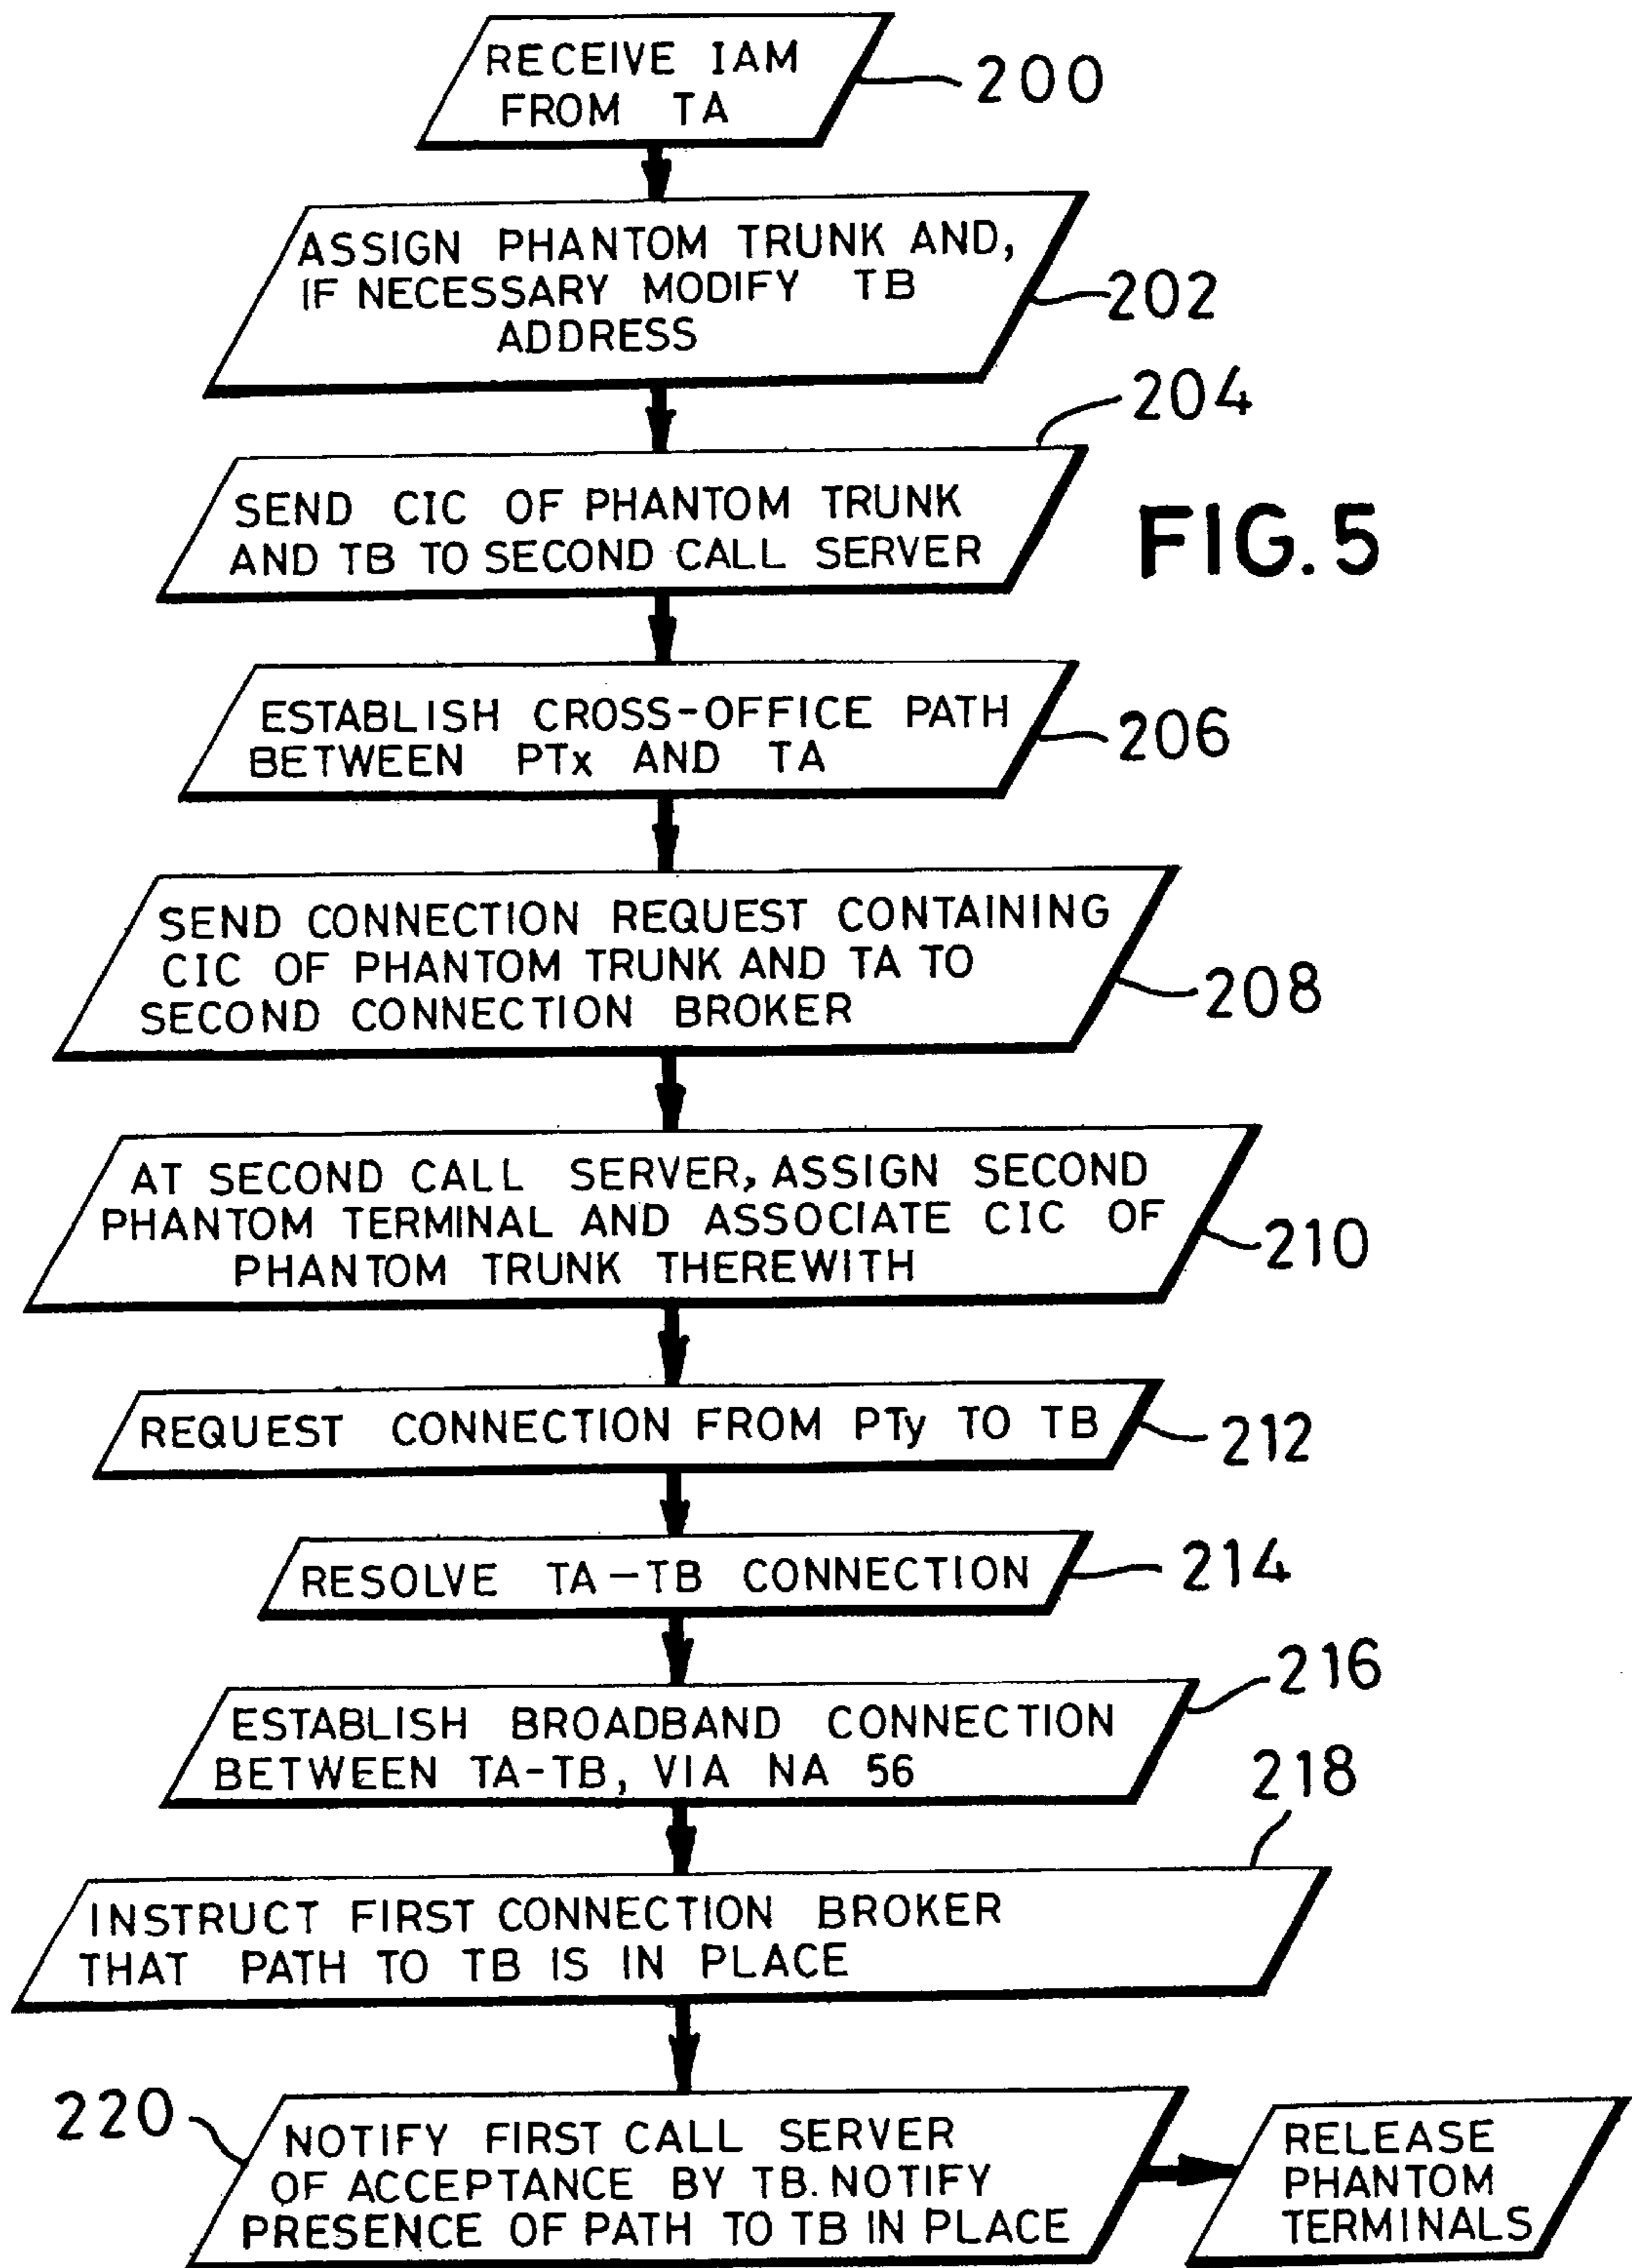 RECEIVE IAM
FROM TA
200
ASSIGN PHANTOM TRUNK AND,
IF NECESSARY MODIFY TB
ADDRESS
202
204
SEND CIC OF PHANTOM TRUNK
AND TB TO SECOND CALL SERVER
FIG. 5
ESTABLISH CROSS-OFFICE PATH
BETWEEN PTx AND TA
206
SEND CONNECTION REQUEST CONTAINING
CIC OF PHANTOM TRUNK AND TA TO
SECOND CONNECTION BROKER
208
AT SECOND CALL SERVER, ASSIGN SECOND
PHANTOM TERMINAL AND ASSOCIATE CIC OF
PHANTOM TRUNK THEREWITH
210
REQUEST CONNECTION FROM PTy TO TB
212
RESOLVE TA-TB CONNECTION
214
216
ESTABLISH BROADBAND CONNECTION
BETWEEN TA-TB, VIA NA 56
218
INSTRUCT FIRST CONNECTION BROKER
THAT PATH TO TB IS IN PLACE
220
NOTIFY FIRST CALL SERVER
OF ACCEPTANCE BY TB. NOTIFY
PRESENCE OF PATH TO TB IN PLACE
RELEASE
PHANTOM
TERMINALS